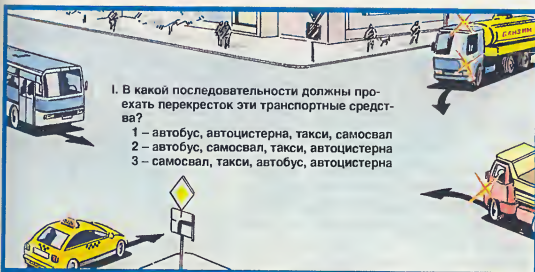 БЕНЗИН
I. В какой последовательности должны про-
ехать перекресток эти транспортные средст-
ва?
1 – автобус, автоцистерна, такси, самосвал
2 – автобус, самосвал, такси, автоцистерна
3 – самосвал, такси, автобус, автоцистерна